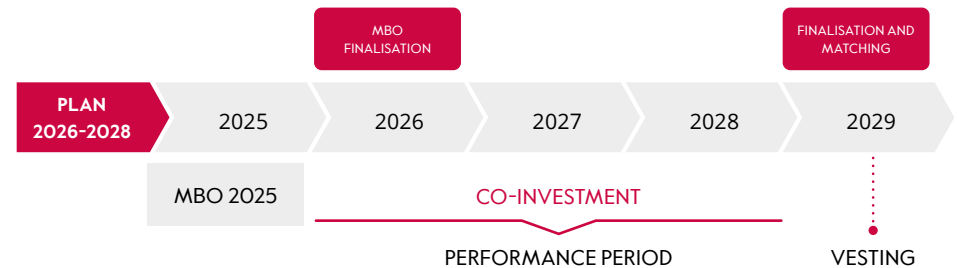 MBO
FINALISATION
FINALISATION AND
MATCHING
PLAN
2026-2028
2025
2026
2027
2028
2029
MBO 2025
CO-INVESTMENT
PERFORMANCE PERIOD
VESTING